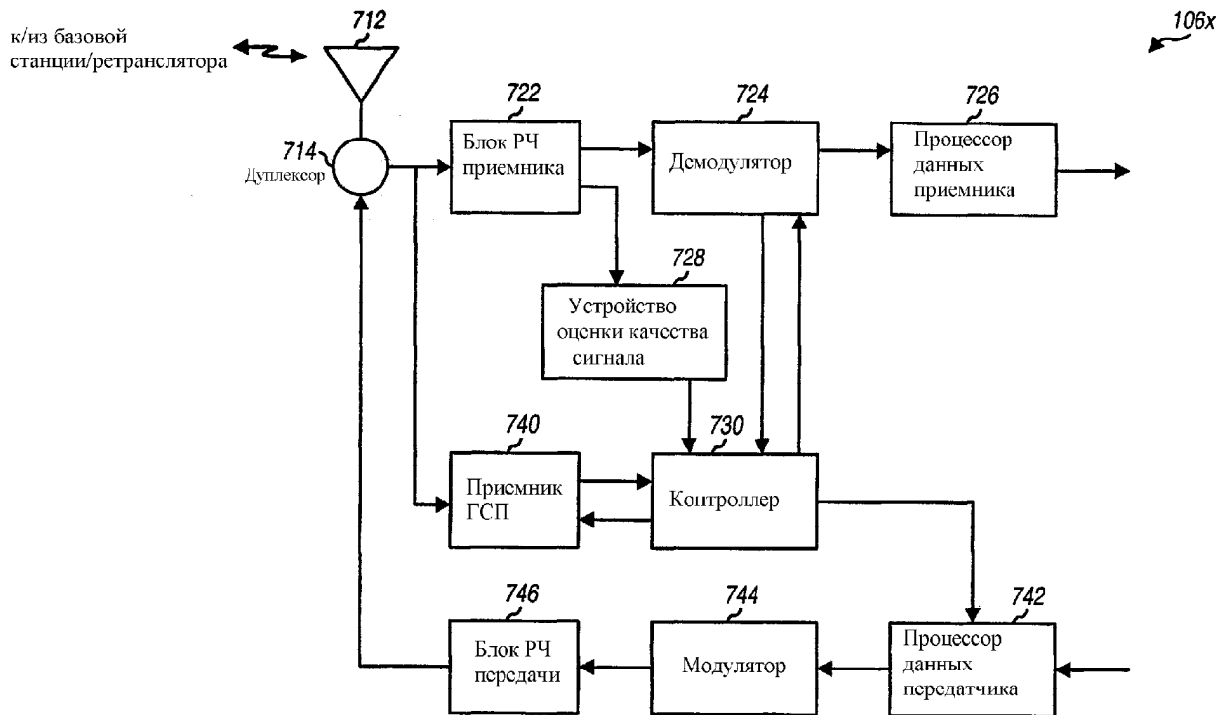 712
106x
к/из базовой
станции/ретранслятора
722
724
726
714
Дуплексор
Блок РЧ
приемника
Демодулятор
Процессор
данных
приемника
728
Устройство
оценки качества
сигнала
740
730
Приемник
ГСП
Контроллер
746
744
742
Блок РЧ
передачи
Модулятор
Процессор
данных
передатчика